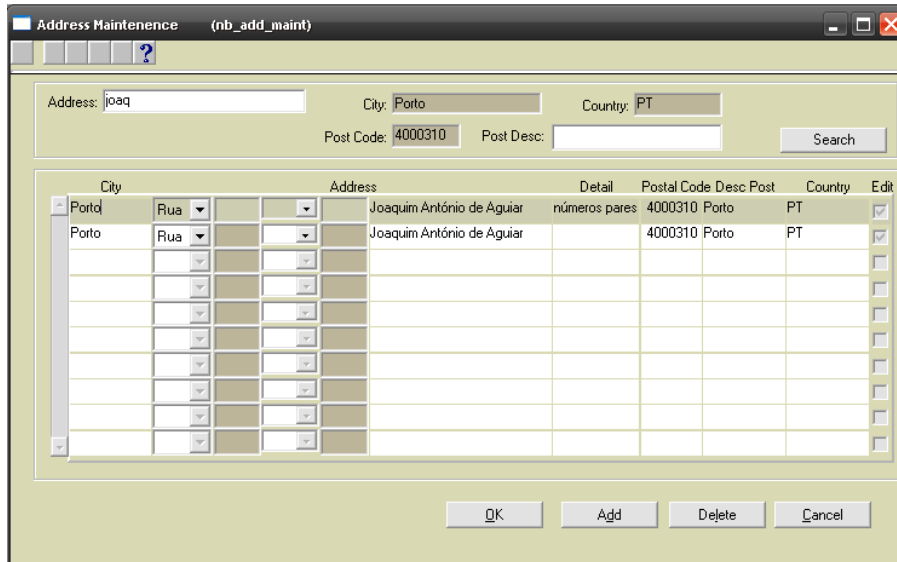 Address Maintenence (nb_add_maint)
?
Address: joaq City: Porto Country: PT
Post Code: 4000310 Post Desc: Search
City Address Detail Postal Code Desc Post Country Edit
Porto Rua Joaquim António de Aguiar números pares 4000310 Porto PT
Porto Rua Joaquim António de Aguiar 4000310 Porto PT
OK Add Delete Cancel